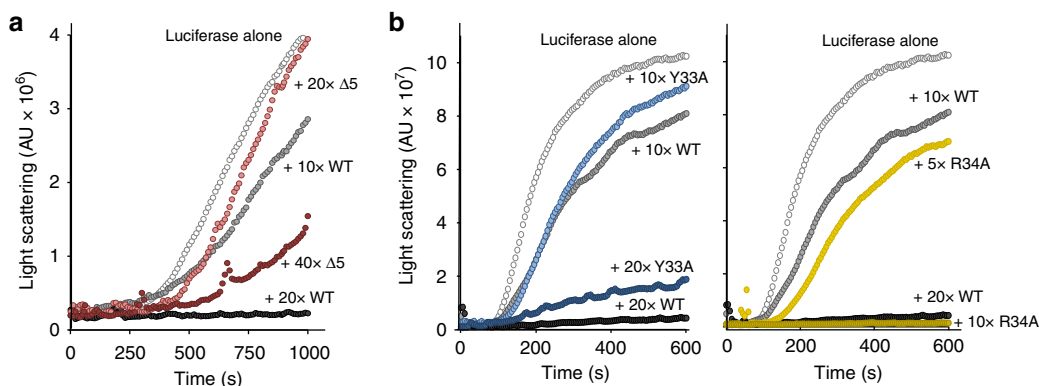 a
Luciferase alone
Light scattering (AU × 10⁶)
4
3
2
1
0
+ 20× Δ5
+ 10× WT
+ 40× Δ5
+ 20× WT
0 250 500 750 1000
Time (s)
b
Luciferase alone
Light scattering (AU × 10⁷)
10
8
6
4
2
0
+ 10× Y33A
+ 10× WT
+ 20× Y33A
+ 20× WT
0 200 400 600
Time (s)
Luciferase alone
+ 10× WT
+ 5× R34A
+ 20× WT
+ 10× R34A
200 400 600
Time (s)